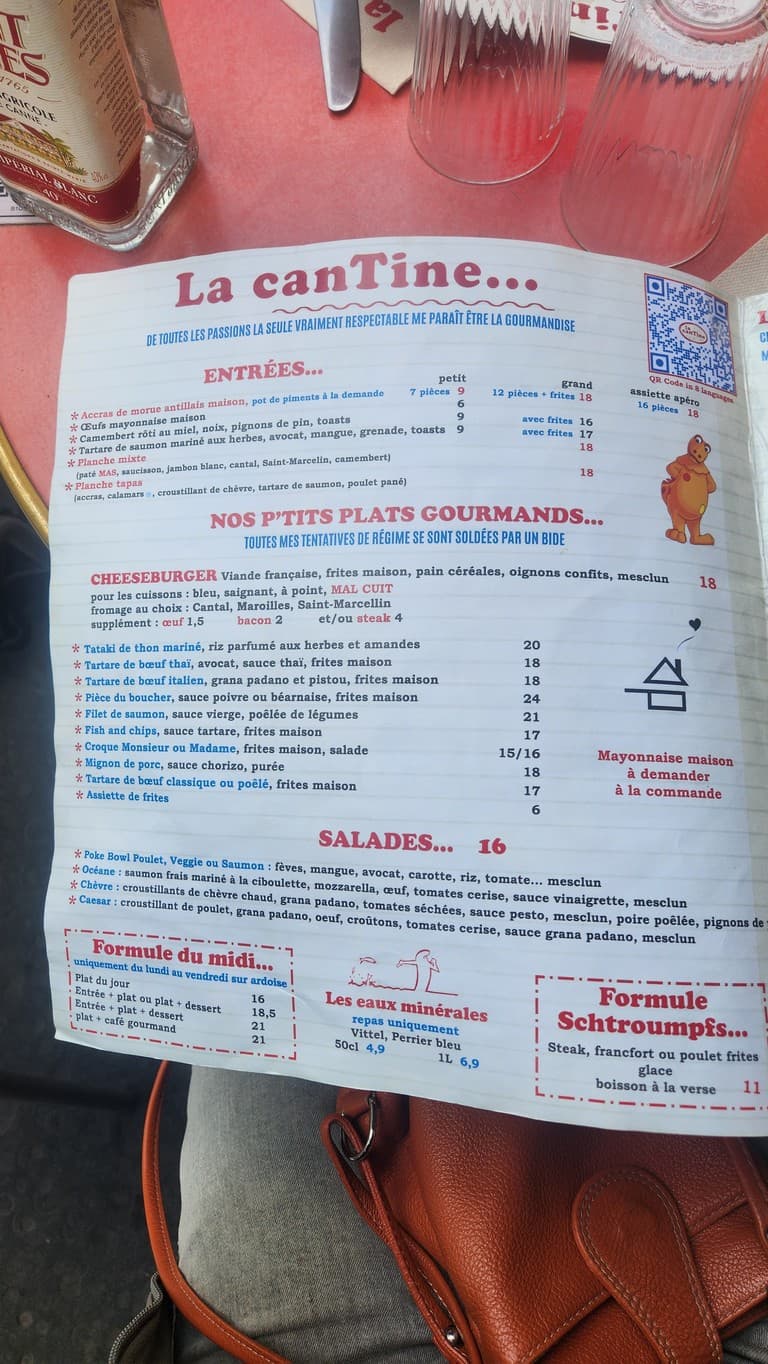 1765
AGRICOLE
CANNE
IMPERIAL BLANC
40°
la
La canTine...
DE TOUTES LES PASSIONS LA SEULE VRAIMENT RESPECTABLE ME PARAÎT ÊTRE LA GOURMANDISE
la canTine
QR Code in 8 languages
ENTRÉES...
petit grand assiette apéro
* Accras de morue antillais maison, pot de piments à la demande 7 pièces 9 12 pièces + frites 18 16 pièces 18
* Œufs mayonnaise maison 6
* Camembert rôti au miel, noix, pignons de pin, toasts 9 avec frites 16
* Tartare de saumon mariné aux herbes, avocat, mangue, grenade, toasts 9 avec frites 17
* Planche mixte 18
(paté MAS, saucisson, jambon blanc, cantal, Saint-Marcelin, camembert)
* Planche tapas 18
(accras, calamars, croustillant de chèvre, tartare de saumon, poulet pané)
NOS P'TITS PLATS GOURMANDS...
TOUTES MES TENTATIVES DE RÉGIME SE SONT SOLDÉES PAR UN BIDE
CHEESEBURGER Viande française, frites maison, pain céréales, oignons confits, mesclun 18
pour les cuissons : bleu, saignant, à point, MAL CUIT
fromage au choix : Cantal, Maroilles, Saint-Marcellin
supplément : œuf 1,5 bacon 2 et/ou steak 4
* Tataki de thon mariné, riz parfumé aux herbes et amandes 20
* Tartare de bœuf thaï, avocat, sauce thaï, frites maison 18
* Tartare de bœuf italien, grana padano et pistou, frites maison 18
* Pièce du boucher, sauce poivre ou béarnaise, frites maison 24
* Filet de saumon, sauce vierge, poêlée de légumes 21
* Fish and chips, sauce tartare, frites maison 17
* Croque Monsieur ou Madame, frites maison, salade 15/16
* Mignon de porc, sauce chorizo, purée 18
* Tartare de bœuf classique ou poêlé, frites maison 17
* Assiette de frites 6
Mayonnaise maison
à demander
à la commande
SALADES... 16
* Poke Bowl Poulet, Veggie ou Saumon : fèves, mangue, avocat, carotte, riz, tomate... mesclun
* Océane : saumon frais mariné à la ciboulette, mozzarella, œuf, tomates cerise, sauce vinaigrette, mesclun
* Chèvre : croustillants de chèvre chaud, grana padano, tomates séchées, sauce pesto, mesclun, poire poêlée, pignons de
* Caesar : croustillant de poulet, grana padano, oeuf, croûtons, tomates cerise, sauce grana padano, mesclun
Formule du midi...
uniquement du lundi au vendredi sur ardoise
Plat du jour 16
Entrée + plat ou plat + dessert 18,5
Entrée + plat + dessert 21
plat + café gourmand 21
Les eaux minérales
repas uniquement
Vittel, Perrier bleu
50cl 4,9 1L 6,9
Formule
Schtroumpfs...
Steak, francfort ou poulet frites
glace
boisson à la verse 11